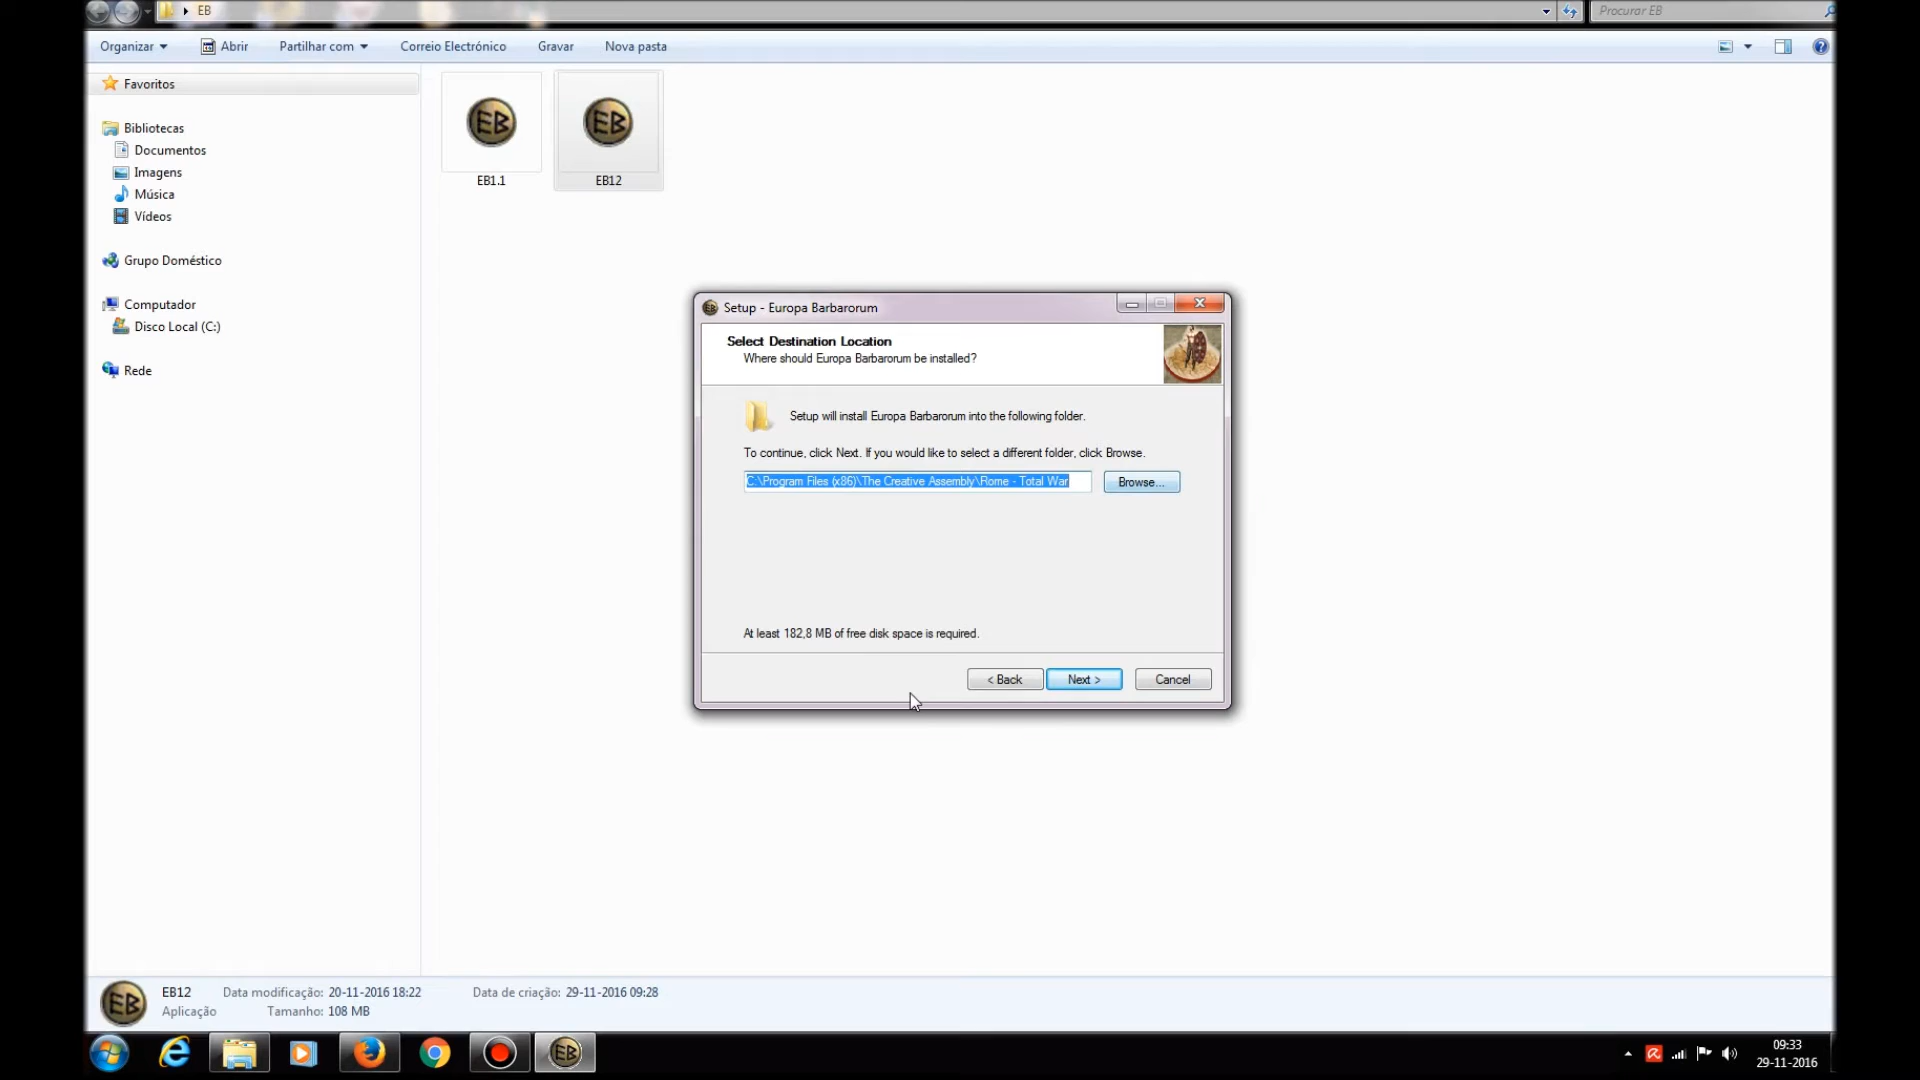 EB
Procurar EB
Organizar
Abrir
Partilhar com
Correio Electrónico
Gravar
Nova pasta
Favoritos
Bibliotecas
Documentos
Imagens
Música
Vídeos
Grupo Doméstico
Computador
Disco Local (C:)
Rede
EB
EB
EB1.1
EB12
Setup - Europa Barbarorum
Select Destination Location
Where should Europa Barbarorum be installed?
Setup will install Europa Barbarorum into the following folder.
To continue, click Next. If you would like to select a different folder, click Browse.
C:\Program Files (x86)\The Creative Assembly\Rome - Total War
Browse...
At least 182,8 MB of free disk space is required.
< Back
Next >
Cancel
EB
EB12
Data modificação: 20-11-2016 18:22
Data de criação: 29-11-2016 09:28
Aplicação
Tamanho: 108 MB
EB
09:33
29-11-2016